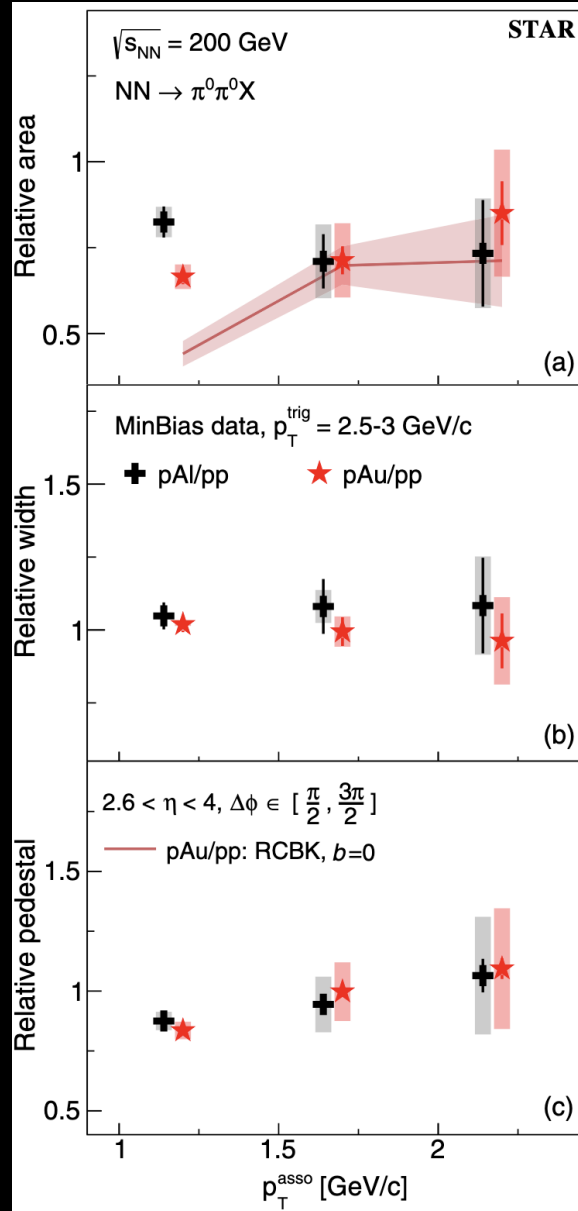 √s_NN = 200 GeV
STAR
NN → π⁰π⁰X
Relative area
1
0.5
(a)
MinBias data, p_T^trig = 2.5-3 GeV/c
pAl/pp
pAu/pp
Relative width
1.5
1
(b)
2.6 < η < 4, Δϕ ∈ [π/2, 3π/2]
pAu/pp: RCBK, b=0
Relative pedestal
1.5
1
0.5
(c)
1 1.5 2
p_T^asso [GeV/c]